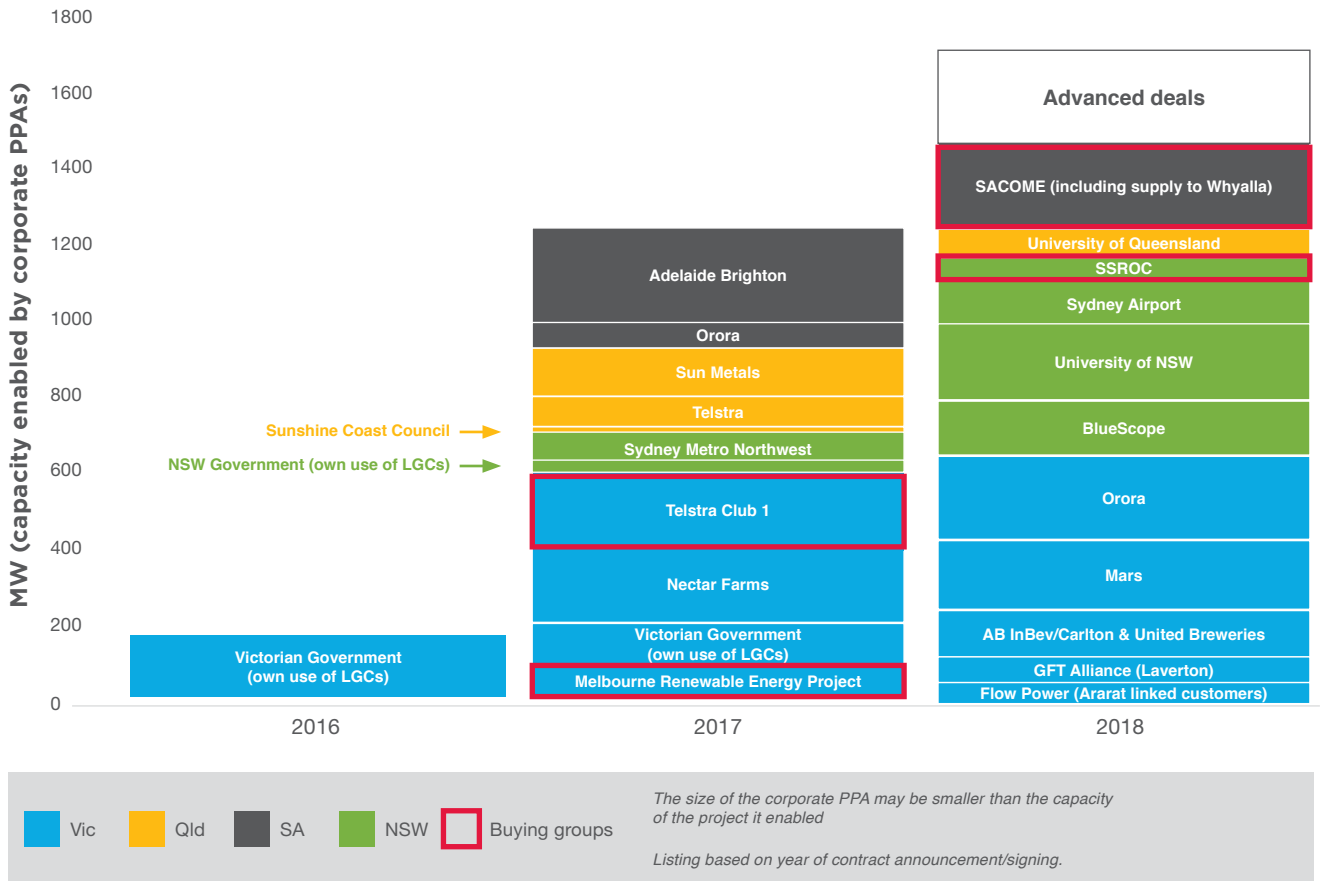 MW (capacity enabled by corporate PPAs)
1800
1600
1400
1200
1000
800
600
400
200
0
Victorian Government
(own use of LGCs)
2016
Sunshine Coast Council
NSW Government (own use of LGCs)
Adelaide Brighton
Orora
Sun Metals
Telstra
Sydney Metro Northwest
Telstra Club 1
Nectar Farms
Victorian Government
(own use of LGCs)
Melbourne Renewable Energy Project
2017
Advanced deals
SACOME (including supply to Whyalla)
University of Queensland
SSROC
Sydney Airport
University of NSW
BlueScope
Orora
Mars
AB InBev/Carlton & United Breweries
GFT Alliance (Laverton)
Flow Power (Ararat linked customers)
2018
Vic
Qld
SA
NSW
Buying groups
The size of the corporate PPA may be smaller than the capacity
of the project it enabled
Listing based on year of contract announcement/signing.